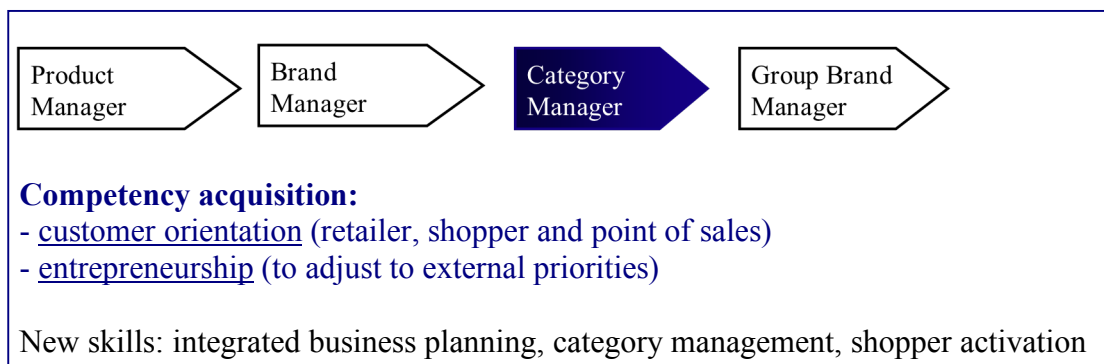 Product
Manager
Brand
Manager
Category
Manager
Group Brand
Manager
Competency acquisition:
- customer orientation (retailer, shopper and point of sales)
- entrepreneurship (to adjust to external priorities)
New skills: integrated business planning, category management, shopper activation